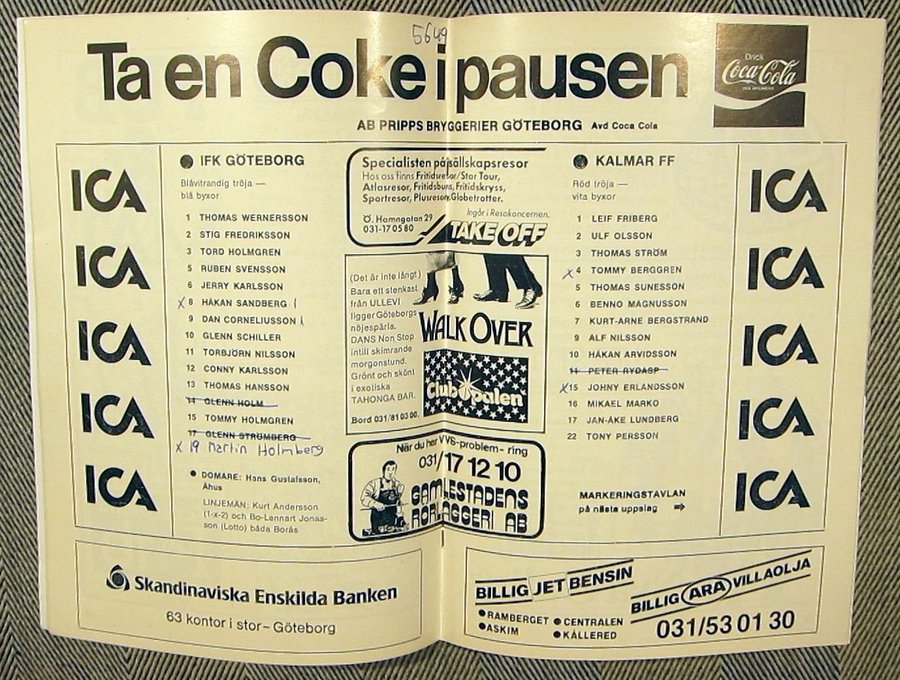 5649
Ta en Coke i pausen
Drick
Coca-Cola
AB PRIPPS BRYGGERIER GÖTEBORG Avd Coca Cola
ICA
ICA
ICA
ICA
ICA
IFK GÖTEBORG
Blåvitrandig tröja —
blå byxor
1 THOMAS WERNERSSON
2 STIG FREDRIKSSON
3 TORD HOLMGREN
5 RUBEN SVENSSON
6 JERRY KARLSSON
x 8 HÅKAN SANDBERG I
9 DAN CORNELIUSSON I
10 GLENN SCHILLER
11 TORBJÖRN NILSSON
12 CONNY KARLSSON
13 THOMAS HANSSON
14 GLENN HOLM
15 TOMMY HOLMGREN
17 GLENN STRÖMBERG
x 19 Martin Holmberg
DOMARE: Hans Gustafsson,
Åhus
LINJEMÄN: Kurt Andersson
(1-x-2) och Bo-Lennart Jonas-
son (Lotto) båda Borås
Specialisten på sällskapsresor
Hos oss finns Fritidsresor/Star Tour,
Atlasresor, Fritidsbuss, Fritidskryss,
Sportresor, Plusresor, Globetrotter.
Ingår i Resokoncernen.
Ö. Hamngatan 29
031-17 05 80
TAKE OFF
(Det är inte långt)
Bara ett stenkast
från ULLEVI
ligger Göteborgs
nöjespärla.
DANS Non Stop
intill skimrande
morgonstund.
Grönt och skönt
i exotiska
TAHONGA BAR.
Bord 031/81 03 00.
WALK OVER
Club palen
När du har VVS-problem - ring
031/17 12 10
GAMLESTADENS
RÖRLÄGGERI AB
KALMAR FF
Röd tröja —
vita byxor
1 LEIF FRIBERG
2 ULF OLSSON
3 THOMAS STRÖM
x 4 TOMMY BERGGREN
5 THOMAS SUNESSON
6 BENNO MAGNUSSON
7 KURT-ARNE BERGSTRAND
9 ALF NILSSON
10 HÅKAN ARVIDSSON
11 PETER RYDASP
x 15 JOHNY ERLANDSSON
16 MIKAEL MARKO
17 JAN-ÅKE LUNDBERG
22 TONY PERSSON
MARKERINGSTAVLAN
på nästa uppslag
ICA
ICA
ICA
ICA
ICA
Skandinaviska Enskilda Banken
63 kontor i stor – Göteborg
BILLIG JET BENSIN
RAMBERGET
ASKIM
CENTRALEN
KÅLLERED
BILLIG ARA VILLAOLJA
031/53 01 30